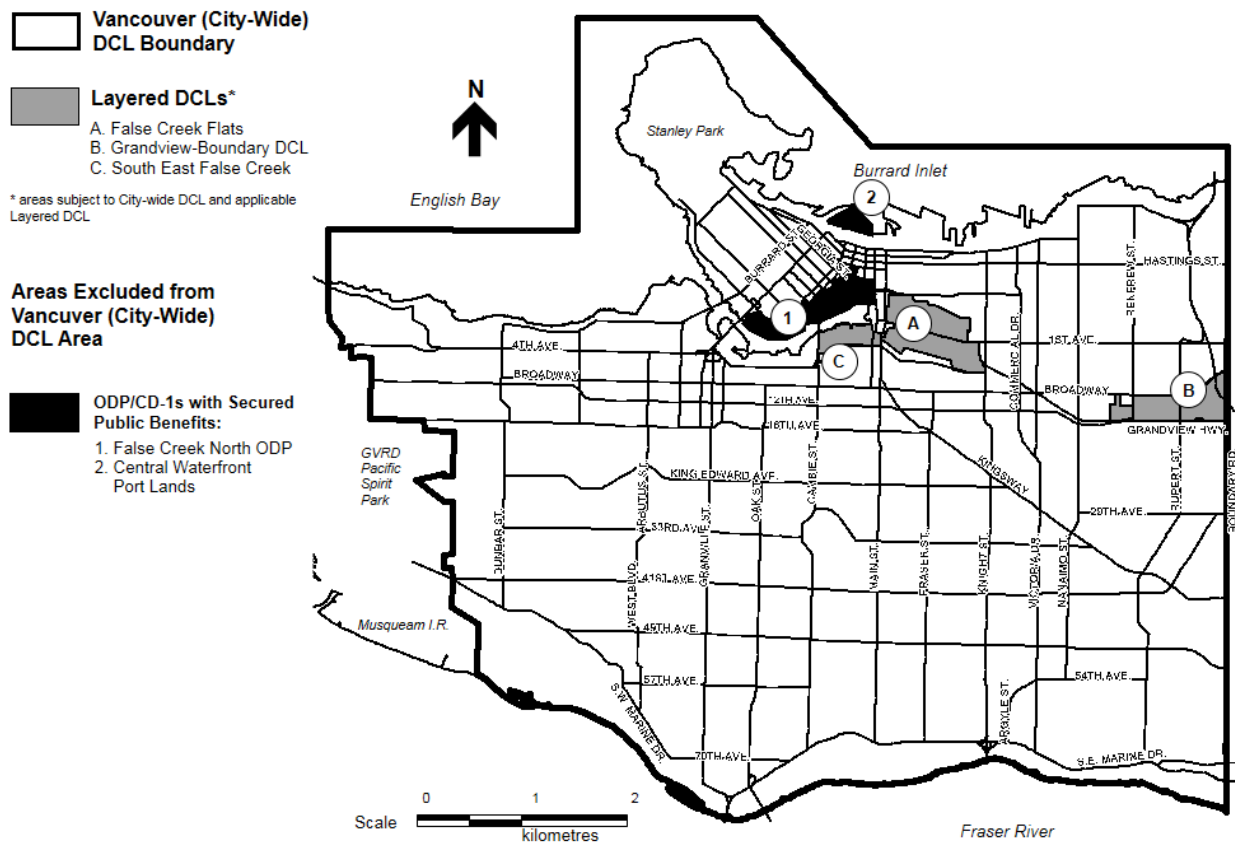 Vancouver (City-Wide)
DCL Boundary
Layered DCLs*
A. False Creek Flats
B. Grandview-Boundary DCL
C. South East False Creek
* areas subject to City-wide DCL and applicable
Layered DCL
Areas Excluded from
Vancuver (City-Wide)
DCL Area
ODP/CD-1s with Secured
Public Benefits:
1. False Creek North ODP
2. Central Waterfront
Port Lands
N
Stanley Park
English Bay
Burrard Inlet
2
BURRARD ST.
GEORGIA ST.
HASTINGS ST.
RENFREW ST.
1
A
C
B
4TH AVE.
1ST AVE.
COMMERCIAL DR.
BROADWAY
BROADWAY
12TH AVE.
16TH AVE.
GRANDVIEW HWY.
GVRD
Pacific
Spirit
Park
KING EDWARD AVE.
KINGSWAY
ARBUTUS ST.
OAK ST.
CAMBIE ST.
RUPERT ST.
BOUNDARY RD.
29TH AVE.
33RD AVE.
DUNBAR ST.
GRANVILLE ST.
MAIN ST.
FRASER ST.
KNIGHT ST.
VICTORIA DR.
NANAIMO ST.
41ST AVE.
WEST BLVD.
Musqueam I.R.
49TH AVE.
57TH AVE.
54TH AVE.
S.W. MARINE DR.
ARGYLE ST.
70TH AVE.
S.E. MARINE DR.
0
1
2
Scale
kilometres
Fraser River